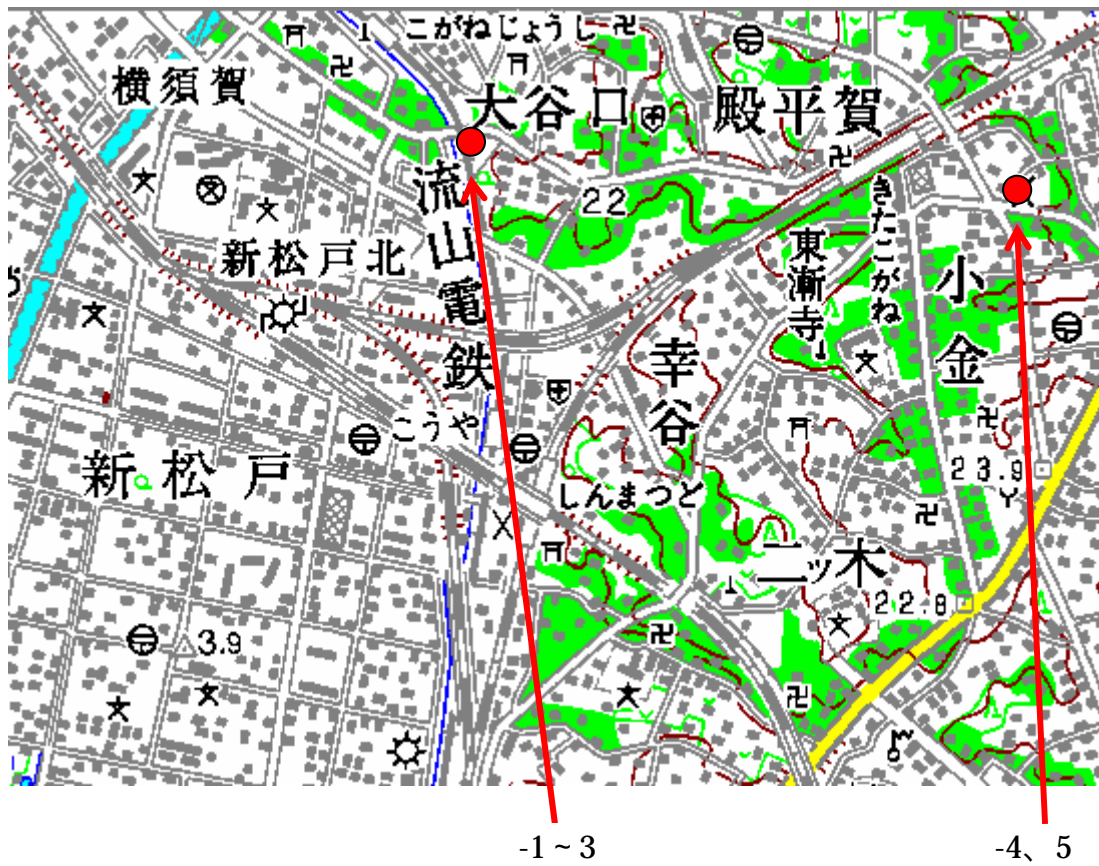 こがねじょうし
横須賀
大谷口
殿平賀
22
流山電鉄
きたこがね
新松戸北
東漸寺
小金
幸谷
こうや
新松戸
23.9
しんまつど
二ツ木
22.8
3.9
-1~3
-4、5